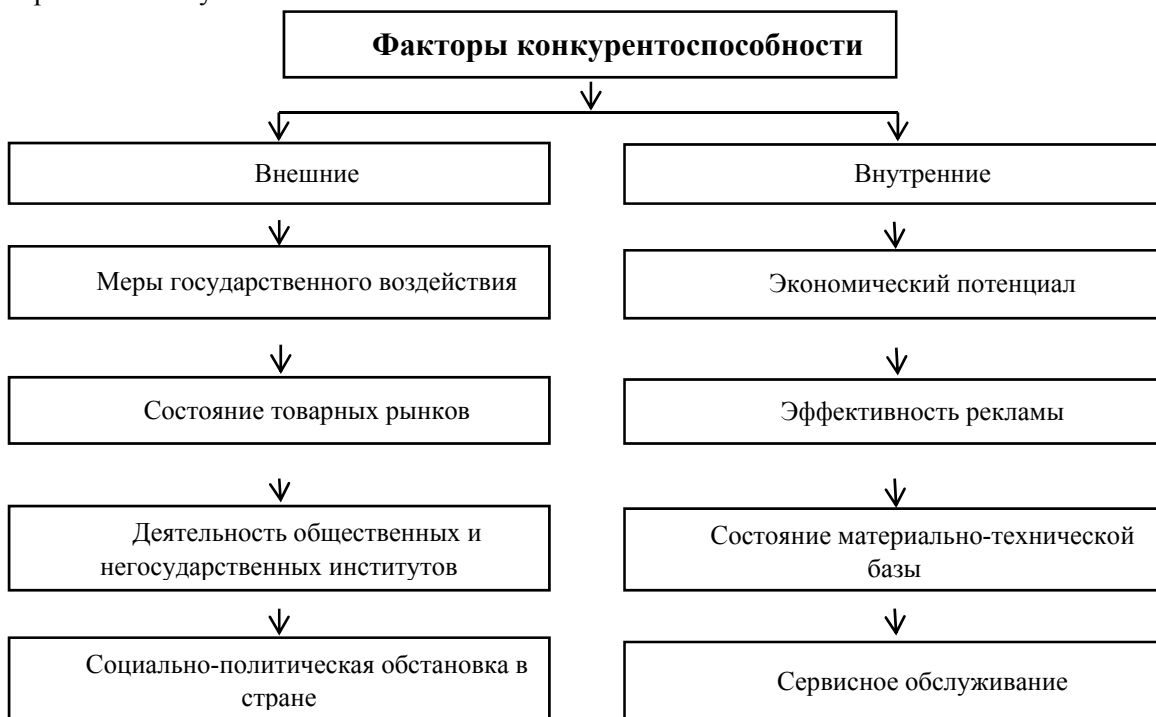 Факторы конкурентоспособности
Внешние
Внутренние
Меры государственного воздействия
Экономический потенциал
Состояние товарных рынков
Эффективность рекламы
Деятельность общественных и
негосударственных институтов
Состояние материально-технической
базы
Социально-политическая обстановка в
стране
Сервисное обслуживание